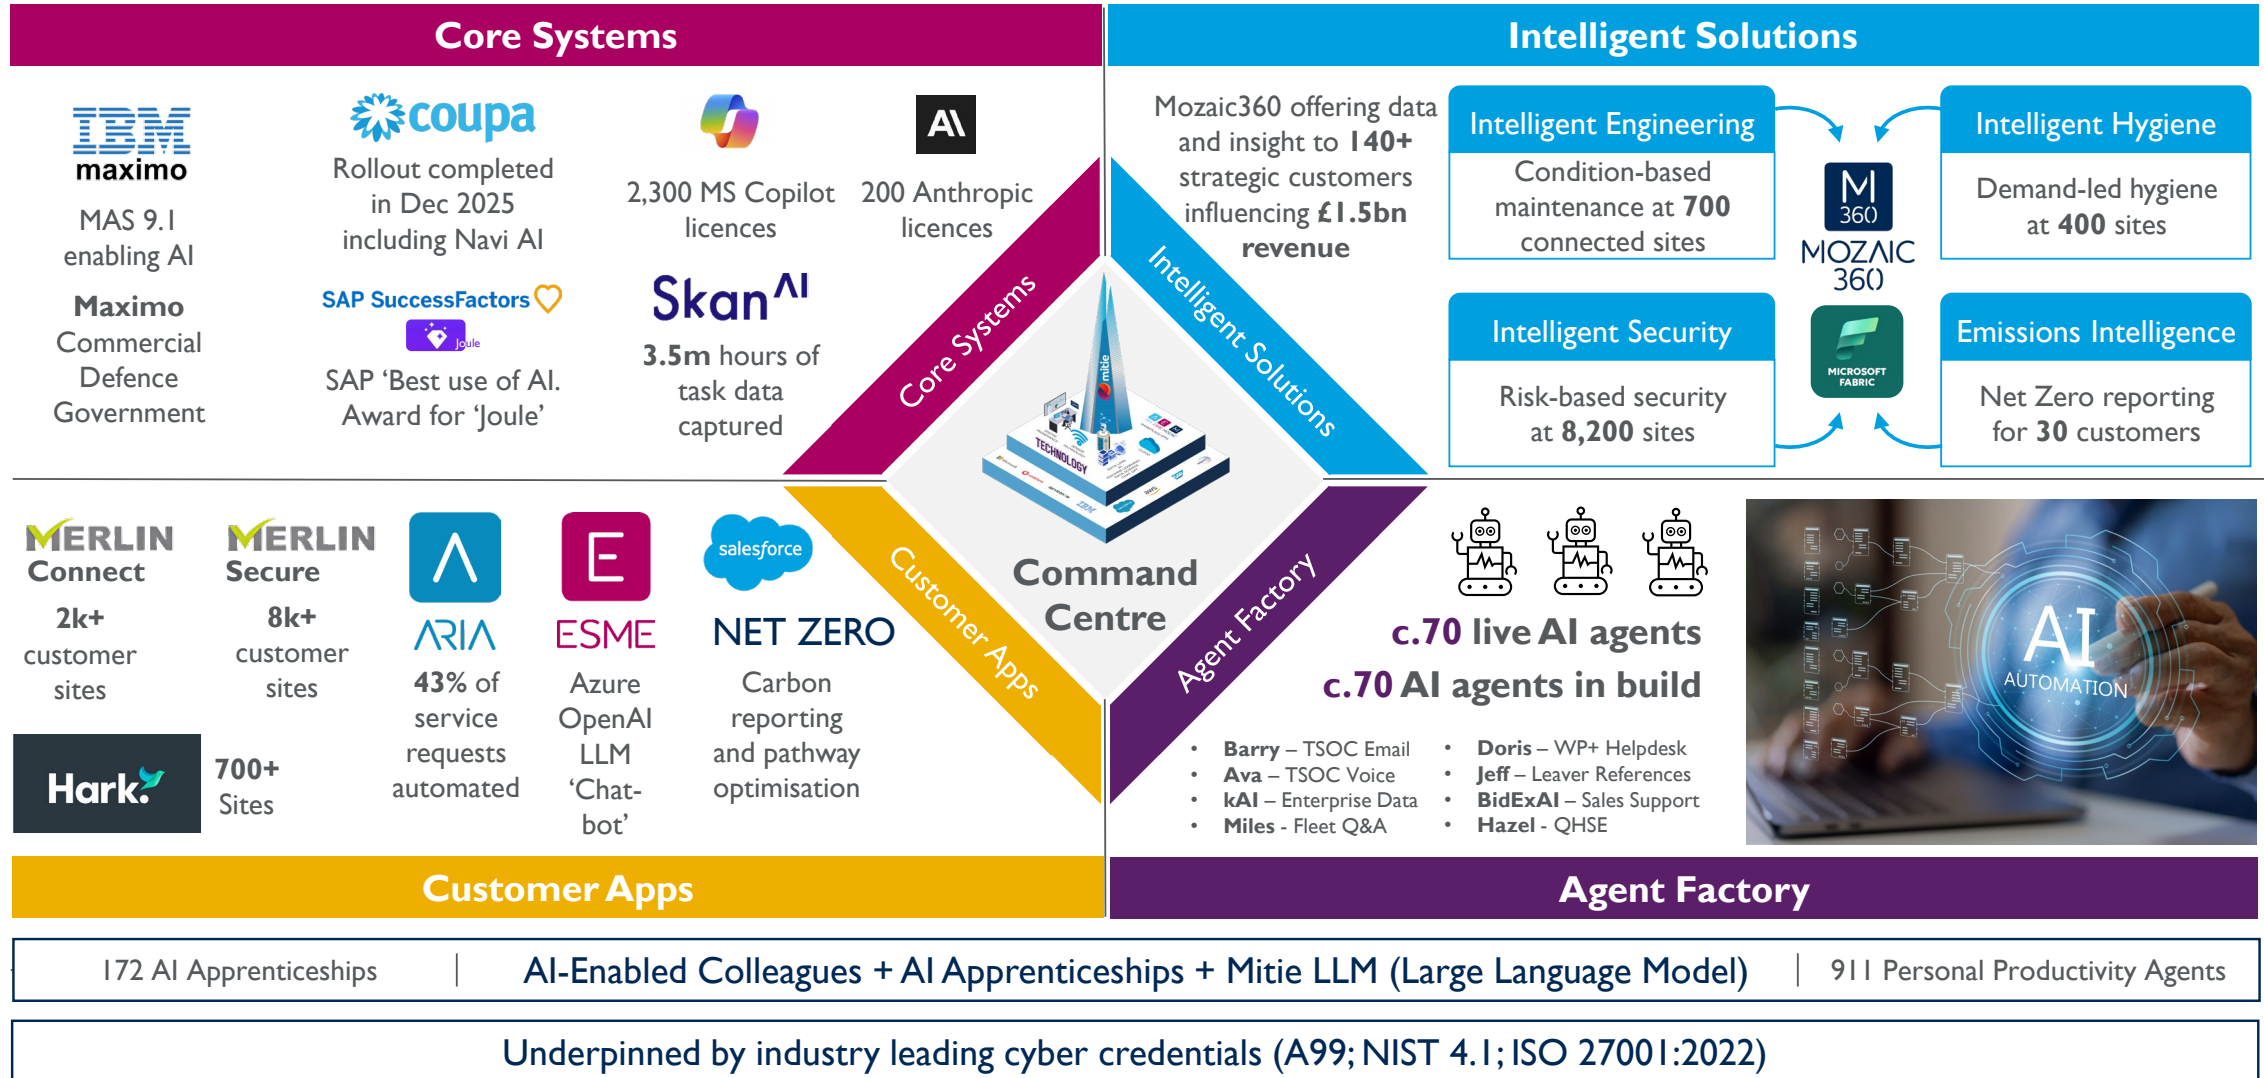 Core Systems
Intelligent Solutions
IBM
maximo
MAS 9.1
enabling AI
Maximo
Commercial
Defence
Government
coupa
Rollout completed
in Dec 2025
including Navi AI
SAP SuccessFactors
Joule
SAP ‘Best use of AI.
Award for ‘Joule’
2,300 MS Copilot
licences
Skan AI
3.5m hours of
task data
captured
AI
200 Anthropic
licences
Mozaic360 offering data
and insight to 140+
strategic customers
influencing £1.5bn
revenue
Intelligent Engineering
Condition-based
maintenance at 700
connected sites
Intelligent Hygiene
Demand-led hygiene
at 400 sites
M
360
MOZAIC
360
MICROSOFT
FABRIC
Intelligent Security
Risk-based security
at 8,200 sites
Emissions Intelligence
Net Zero reporting
for 30 customers
Core Systems
Intelligent Solutions
Customer Apps
Agent Factory
mitie
TECHNOLOGY
IBM
aws
SAP
Command
Centre
MERLIN
Connect
2k+
customer
sites
MERLIN
Secure
8k+
customer
sites
Hark
700+
Sites
ARIA
43% of
service
requests
automated
E
ESME
Azure
OpenAI
LLM
‘Chat-
bot’
salesforce
NET ZERO
Carbon
reporting
and pathway
optimisation
c.70 live AI agents
c.70 AI agents in build
• Barry – TSOC Email
• Ava – TSOC Voice
• kAI – Enterprise Data
• Miles - Fleet Q&A
• Doris – WP+ Helpdesk
• Jeff – Leaver References
• BidExAI – Sales Support
• Hazel - QHSE
AI
AUTOMATION
Customer Apps
Agent Factory
172 AI Apprenticeships
AI-Enabled Colleagues + AI Apprenticeships + Mitie LLM (Large Language Model)
911 Personal Productivity Agents
Underpinned by industry leading cyber credentials (A99; NIST 4.1; ISO 27001:2022)